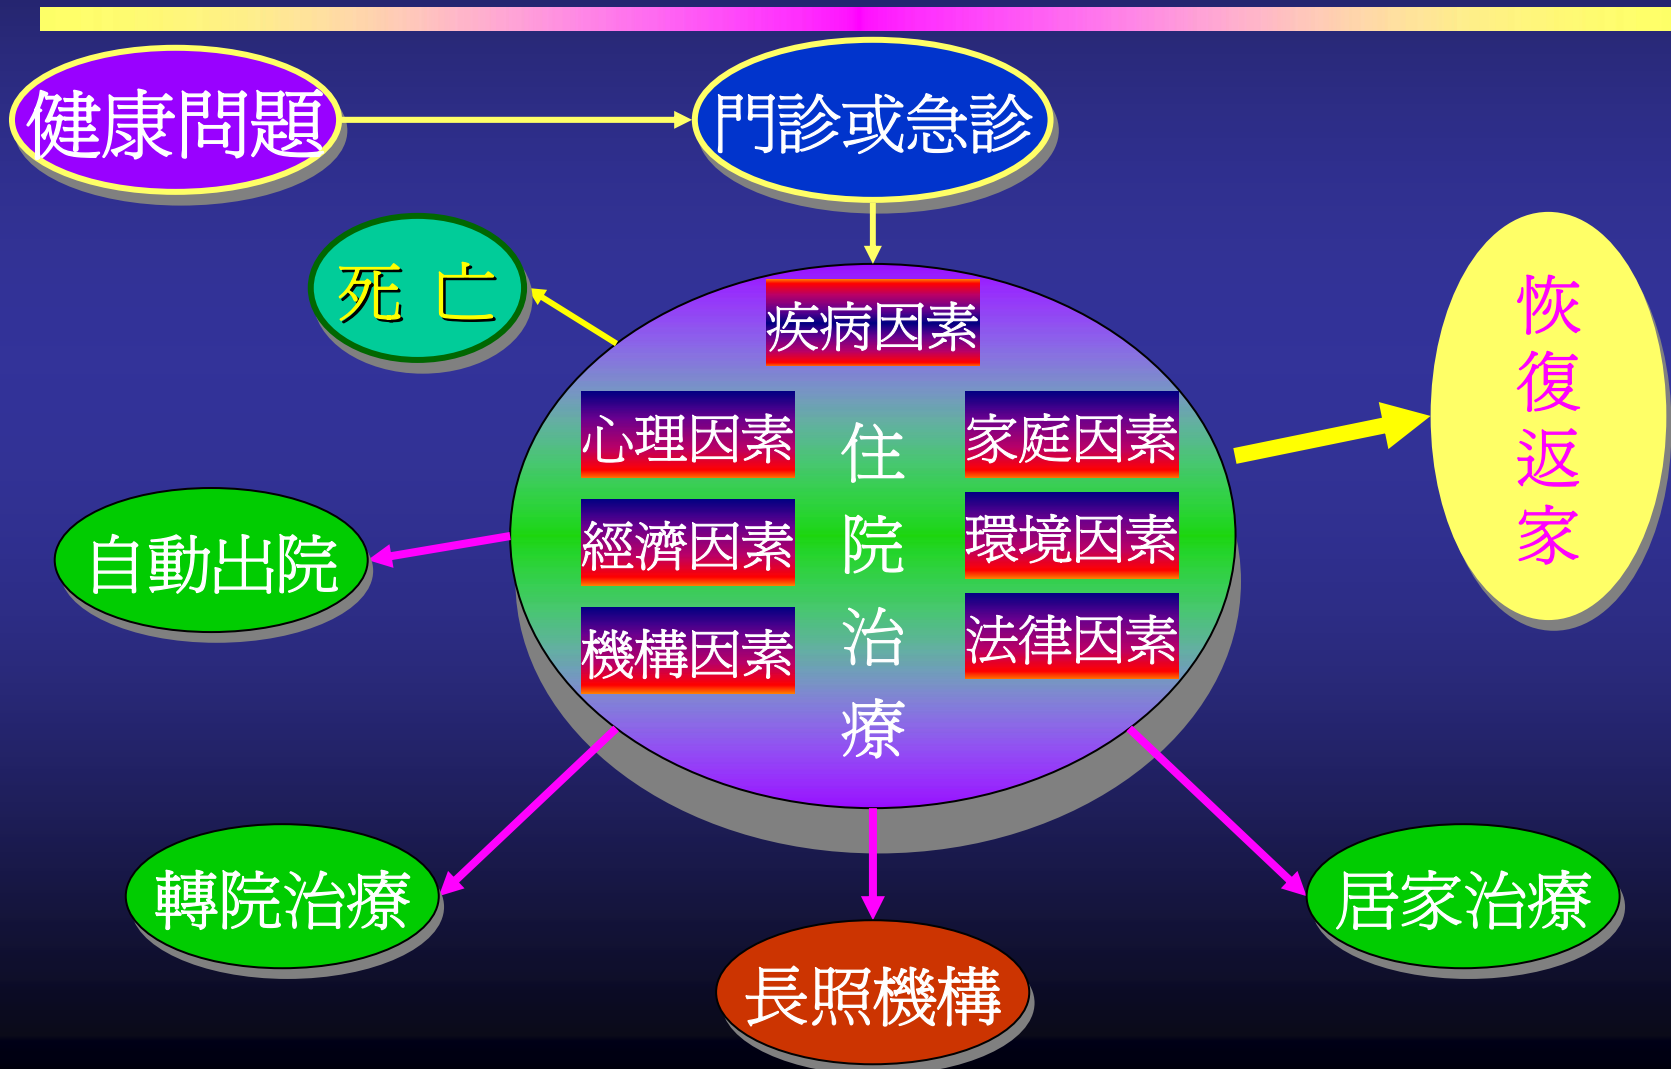 健康問題
門診或急診
死 亡
疾病因素
心理因素
家庭因素
經濟因素
環境因素
機構因素
法律因素
住院治療
恢復返家
自動出院
轉院治療
長照機構
居家治療